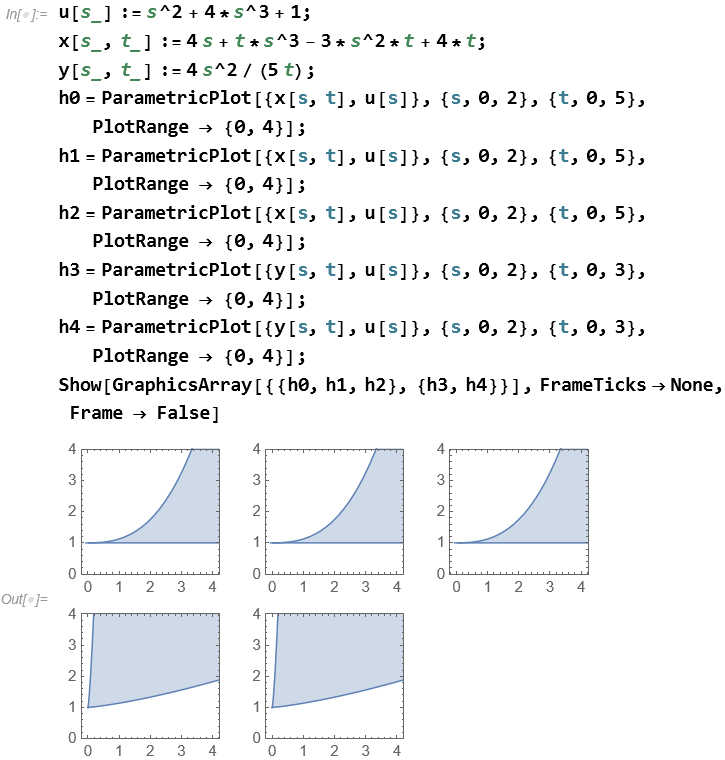 In[◦]:= u[s_] := s^2 + 4 * s^3 + 1;
x[s_, t_] := 4 s + t * s^3 - 3 * s^2 * t + 4 * t;
y[s_, t_] := 4 s^2 / (5 t);
h0 = ParametricPlot[{x[s, t], u[s]}, {s, 0, 2}, {t, 0, 5},
PlotRange → {0, 4}];
h1 = ParametricPlot[{x[s, t], u[s]}, {s, 0, 2}, {t, 0, 5},
PlotRange → {0, 4}];
h2 = ParametricPlot[{x[s, t], u[s]}, {s, 0, 2}, {t, 0, 5},
PlotRange → {0, 4}];
h3 = ParametricPlot[{y[s, t], u[s]}, {s, 0, 2}, {t, 0, 3},
PlotRange → {0, 4}];
h4 = ParametricPlot[{y[s, t], u[s]}, {s, 0, 2}, {t, 0, 3},
PlotRange → {0, 4}];
Show[GraphicsArray[{{h0, h1, h2}, {h3, h4}}], FrameTicks → None,
Frame → False]
4 4 4
3 3 3
2 2 2
1 1 1
0 0 0
0 1 2 3 4 0 1 2 3 4 0 1 2 3 4
Out[◦]=
4 4
3 3
2 2
1 1
0 0
0 1 2 3 4 0 1 2 3 4